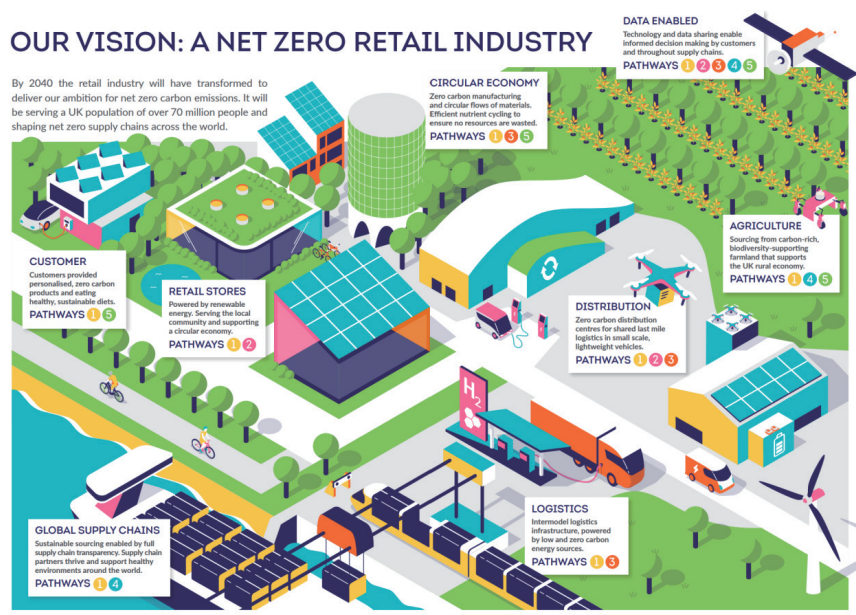 OUR VISION: A NET ZERO RETAIL INDUSTRY
By 2040 the retail industry will have transformed to
deliver our ambition for net zero carbon emissions. It will
be serving a UK population of over 70 million people and
shaping net zero supply chains across the world.
DATA ENABLED
Technology and data sharing enable
informed decision making by customers
and throughout supply chains.
PATHWAYS 1 2 3 4 5
CIRCULAR ECONOMY
Zero carbon manufacturing
and circular flows of materials.
Efficient nutrient cycling to
ensure no resources are wasted.
PATHWAYS 1 3 5
AGRICULTURE
Sourcing from carbon-rich,
biodiversity-supporting
farmland that supports
the UK rural economy.
PATHWAYS 1 4 5
CUSTOMER
Customers provided
personalised, zero carbon
products and eating
healthy, sustainable diets.
PATHWAYS 1 5
RETAIL STORES
Powered by renewable
energy. Serving the local
community and supporting
a circular economy.
PATHWAYS 1 2
DISTRIBUTION
Zero carbon distribution
centres for shared last mile
logistics in small scale,
lightweight vehicles.
PATHWAYS 1 2 3
H2
LOGISTICS
Intermodel logistics
infrastructure, powered
by low and zero carbon
energy sources.
PATHWAYS 1 3
GLOBAL SUPPLY CHAINS
Sustainable sourcing enabled by full
supply chain transparency. Supply chain
partners thrive and support healthy
environments around the world.
PATHWAYS 1 4